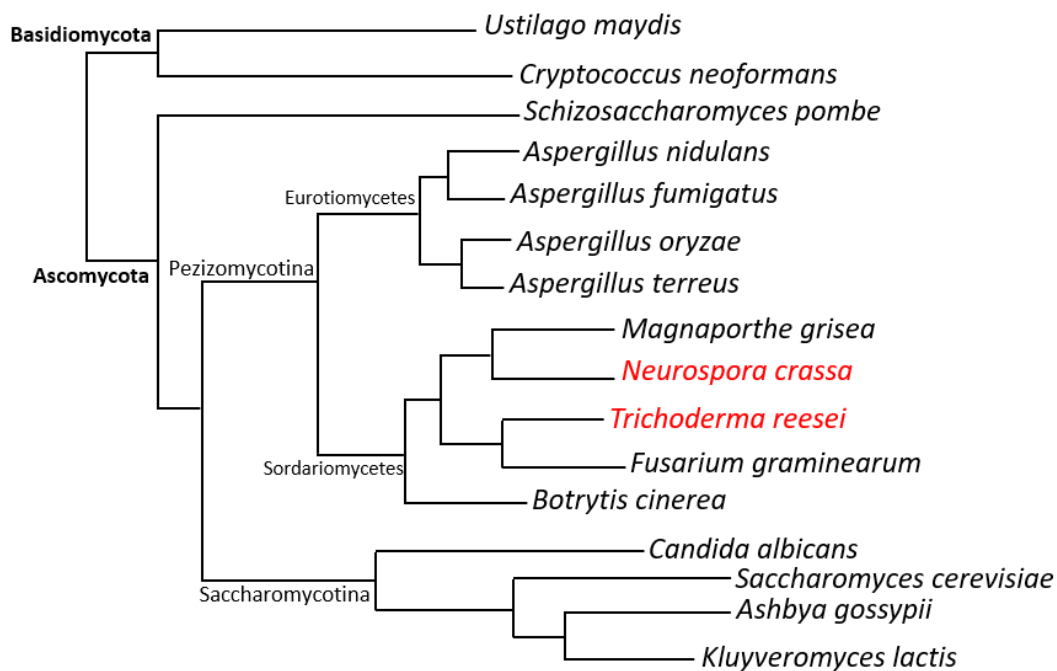 Ustilago maydis
Basidiomycota
Cryptococcus neoformans
Schizosaccharomyces pombe
Aspergillus nidulans
Eurotiomycetes
Aspergillus fumigatus
Aspergillus oryzae
Pezizomycotina
Ascomycota
Aspergillus terreus
Magnaporthe grisea
Neurospora crassa
Trichoderma reesei
Sordariomycetes
Fusarium graminearum
Botrytis cinerea
Candida albicans
Saccharomyces cerevisiae
Saccharomycotina
Ashbya gossypii
Kluyveromyces lactis